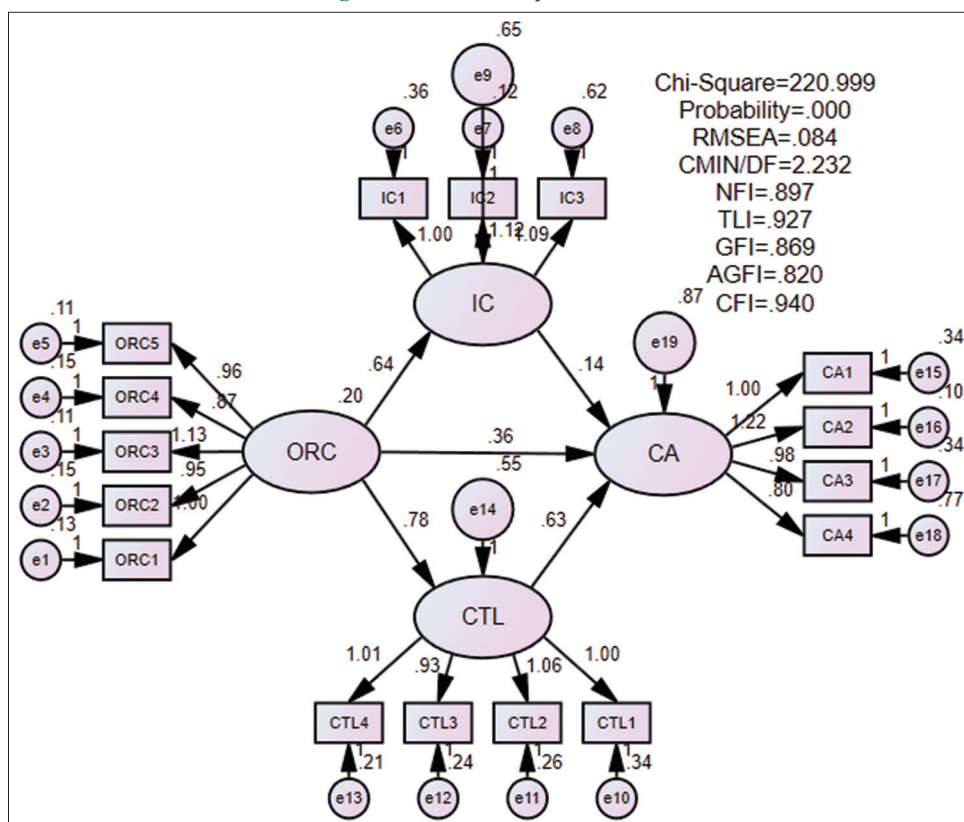 .65
e9
.36
.12
.62
e6
e7
e8
1
1
1
1
IC1
IC2
IC3
1.00
1.12
1.09
IC
Chi-Square=220.999
Probability=.000
RMSEA=.084
CMIN/DF=2.232
NFI=.897
TLI=.927
GFI=.869
AGFI=.820
CFI=.940
.11
e5
1
ORC5
.96
.15
e4
1
ORC4
.87
.11
e3
1
ORC3
1.13
.15
e2
1
ORC2
.95
.13
e1
1
ORC1
1.00
.20
ORC
.64
.36
.78
.14
.87
e19
1
CA
.55
e14
1
.63
CTL
1.00
CA1
1
e15
.34
1.22
CA2
1
e16
.10
.98
CA3
1
e17
.34
.80
CA4
1
e18
.77
1.01
.93
1.06
1.00
CTL4
CTL3
CTL2
CTL1
1
1
1
1
.21
.24
.26
.34
e13
e12
e11
e10